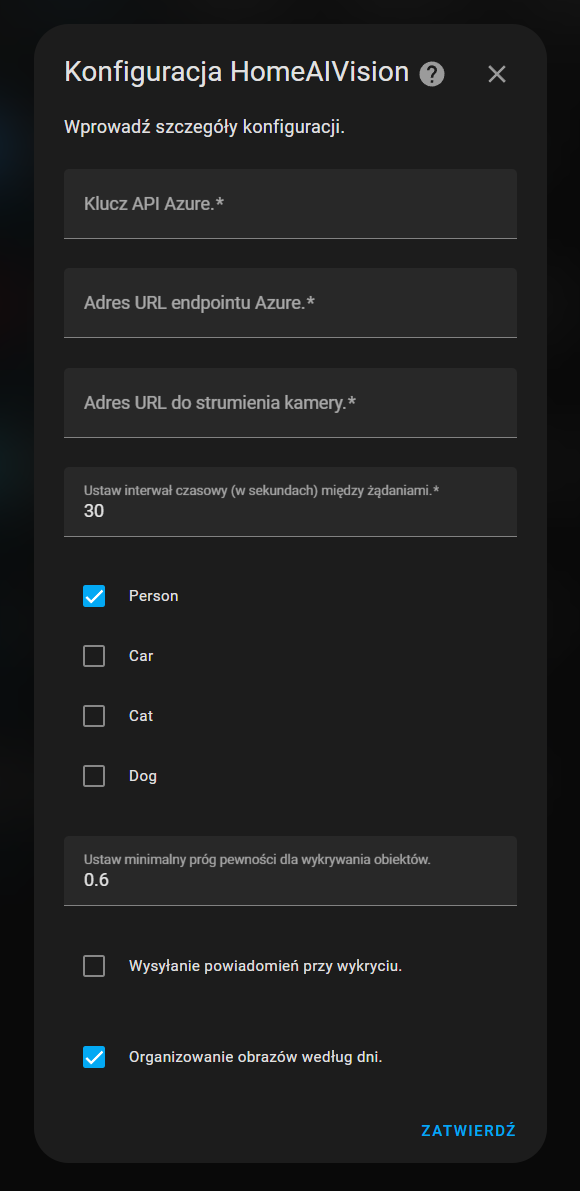 Konfiguracja HomeAIVision ?
Wprowadź szczegóły konfiguracji.
Klucz API Azure.*
Adres URL endpointu Azure.*
Adres URL do strumienia kamery.*
Ustaw interwał czasowy (w sekundach) między żądaniami.*
30
Person
Car
Cat
Dog
Ustaw minimalny próg pewności dla wykrywania obiektów.
0.6
Wysyłanie powiadomień przy wykryciu.
Organizowanie obrazów według dni.
ZATWIERDŹ